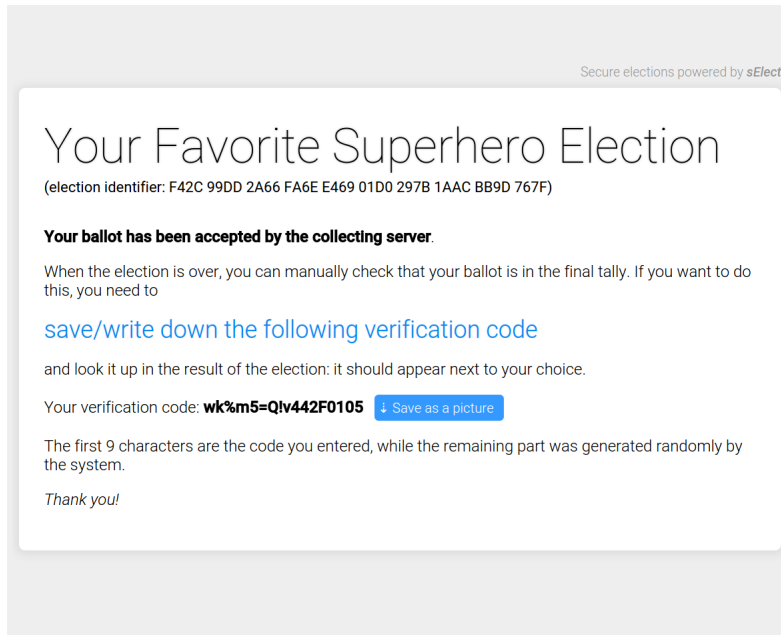 Secure elections powered by sElect
Your Favorite Superhero Election
(election identifier: F42C 99DD 2A66 FA6E E469 01D0 297B 1AAC BB9D 767F)
Your ballot has been accepted by the collecting server.
When the election is over, you can manually check that your ballot is in the final tally. If you want to do
this, you need to
save/write down the following verification code
and look it up in the result of the election: it should appear next to your choice.
Your verification code: wk%m5=Q!v442F0105 ↓ Save as a picture
The first 9 characters are the code you entered, while the remaining part was generated randomly by
the system.
Thank you!